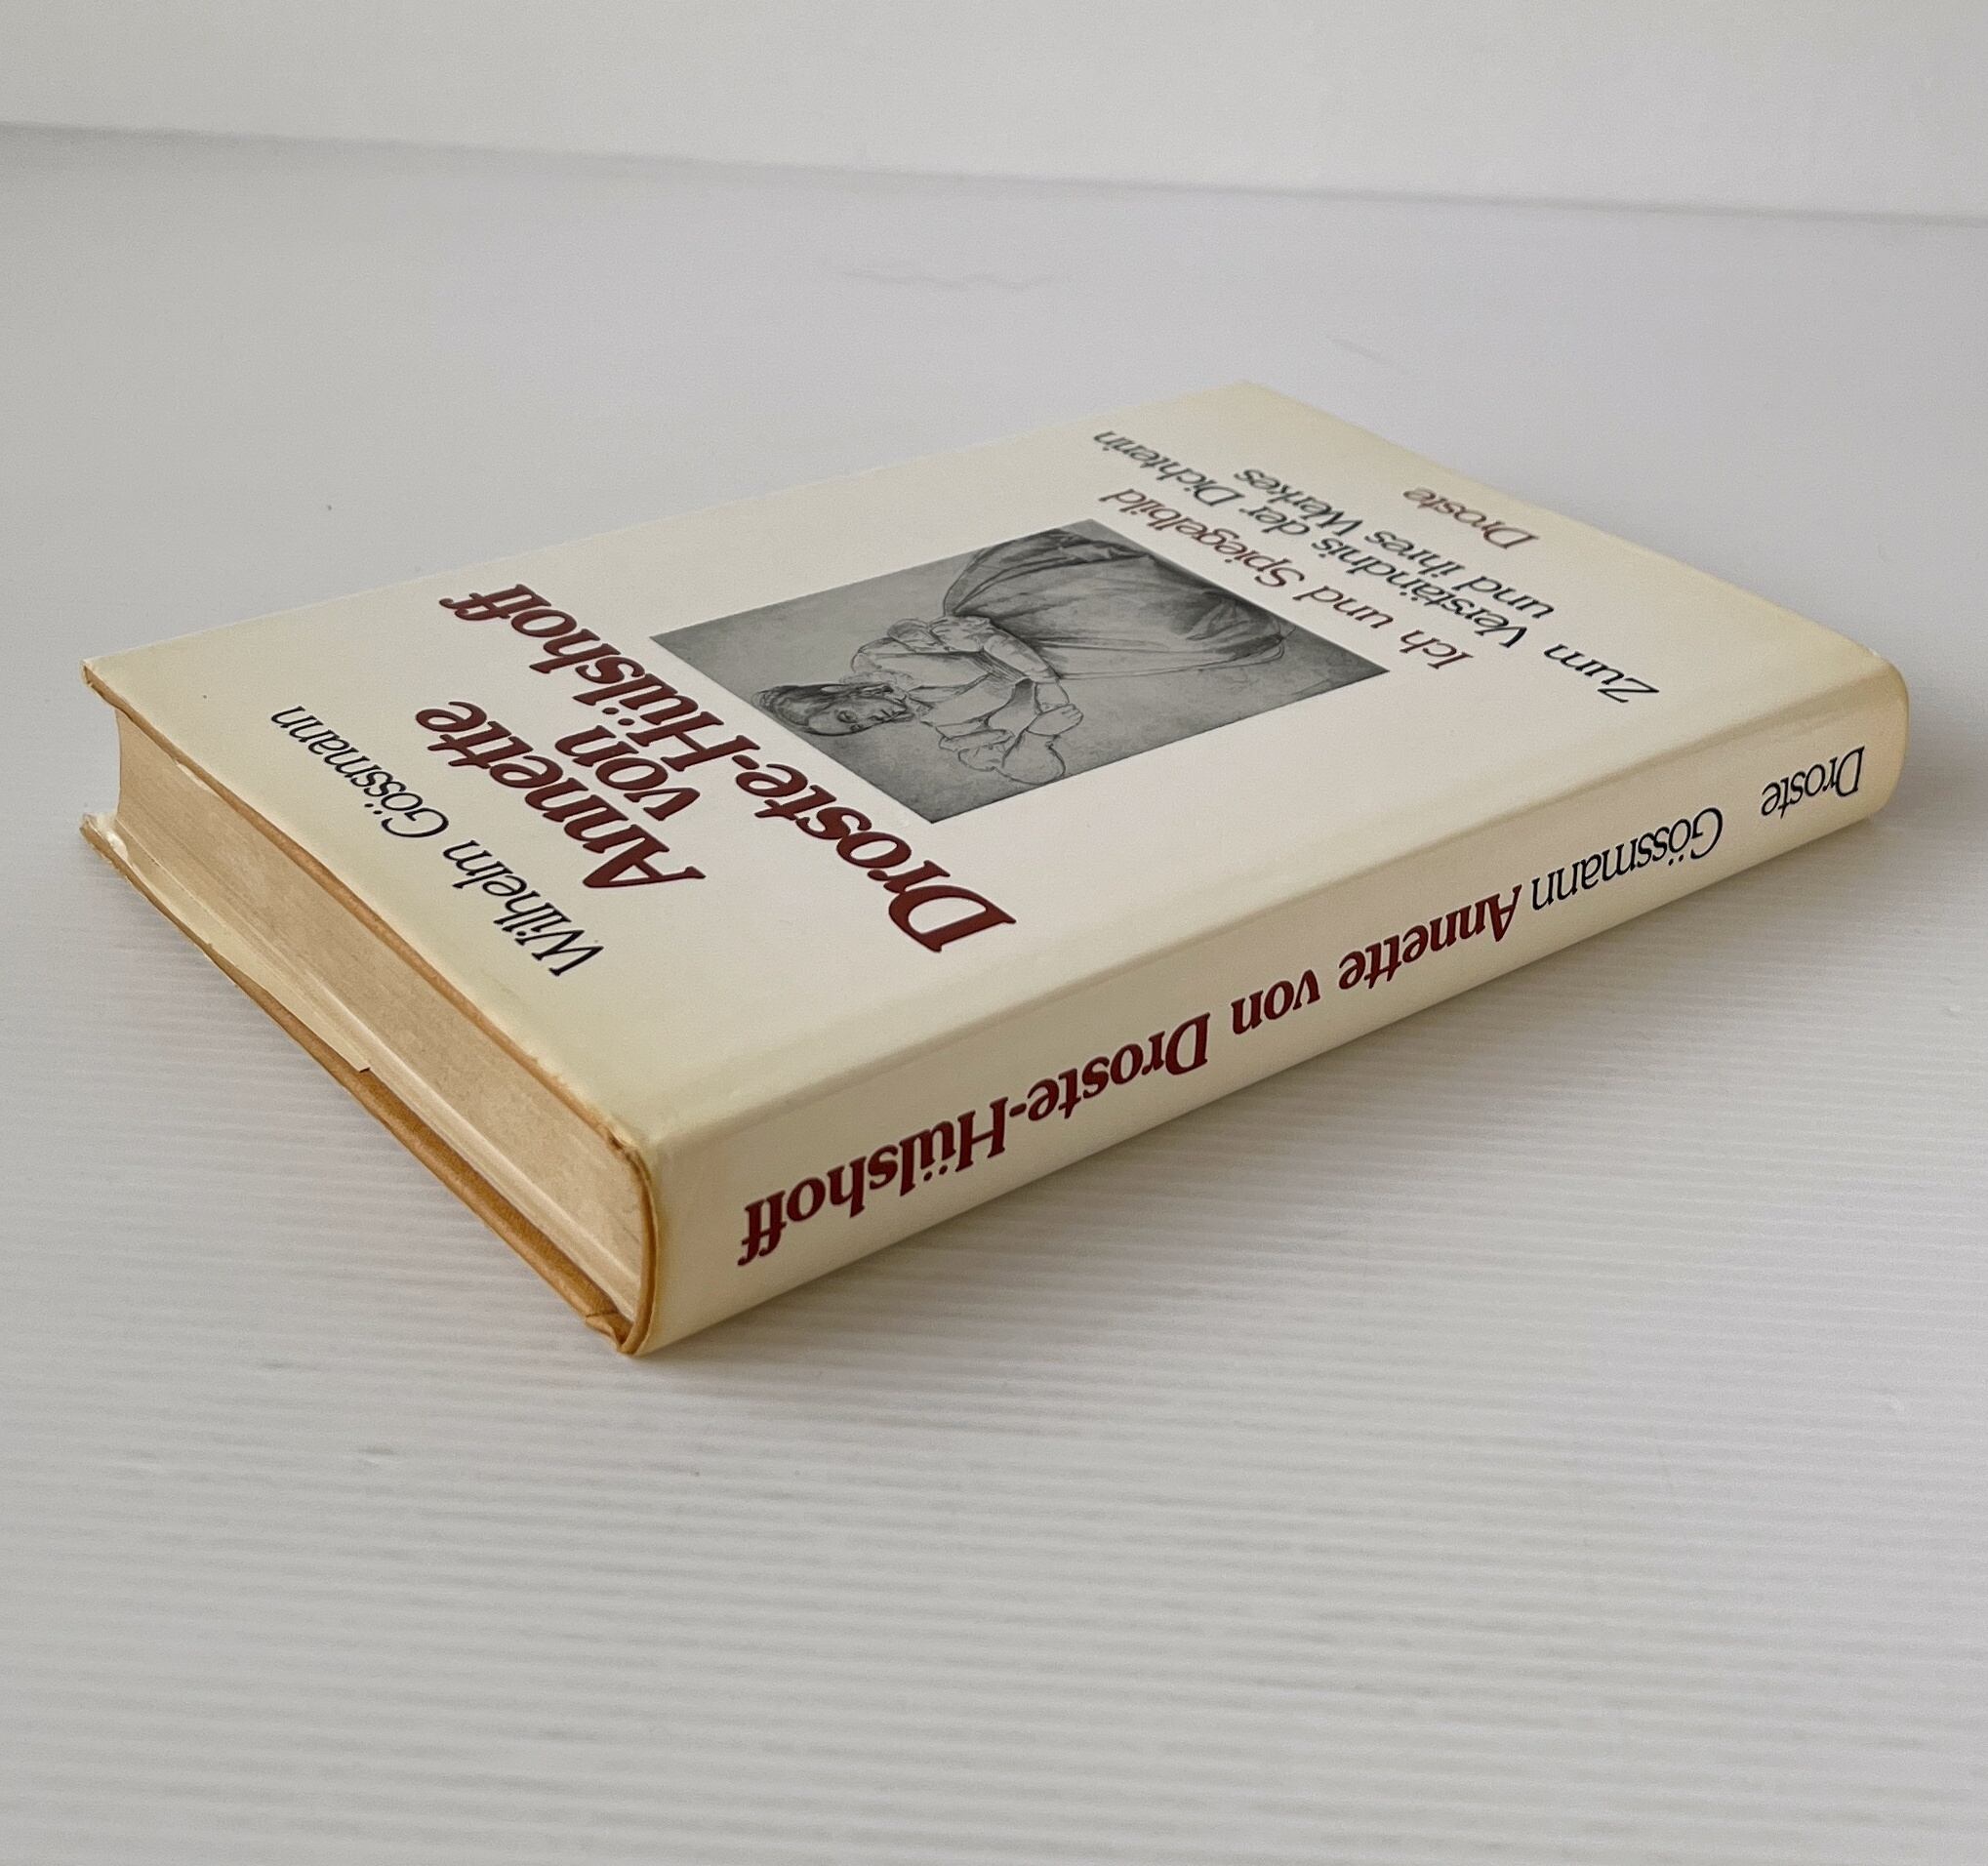 Wilhelm Gössmann
Annette
von
Droste-Hülshoff
Ich und Spiegelbild
Zum Verständnis der Dichterin
und ihres Werkes
Droste
Droste Gössmann Annette von Droste-Hülshoff